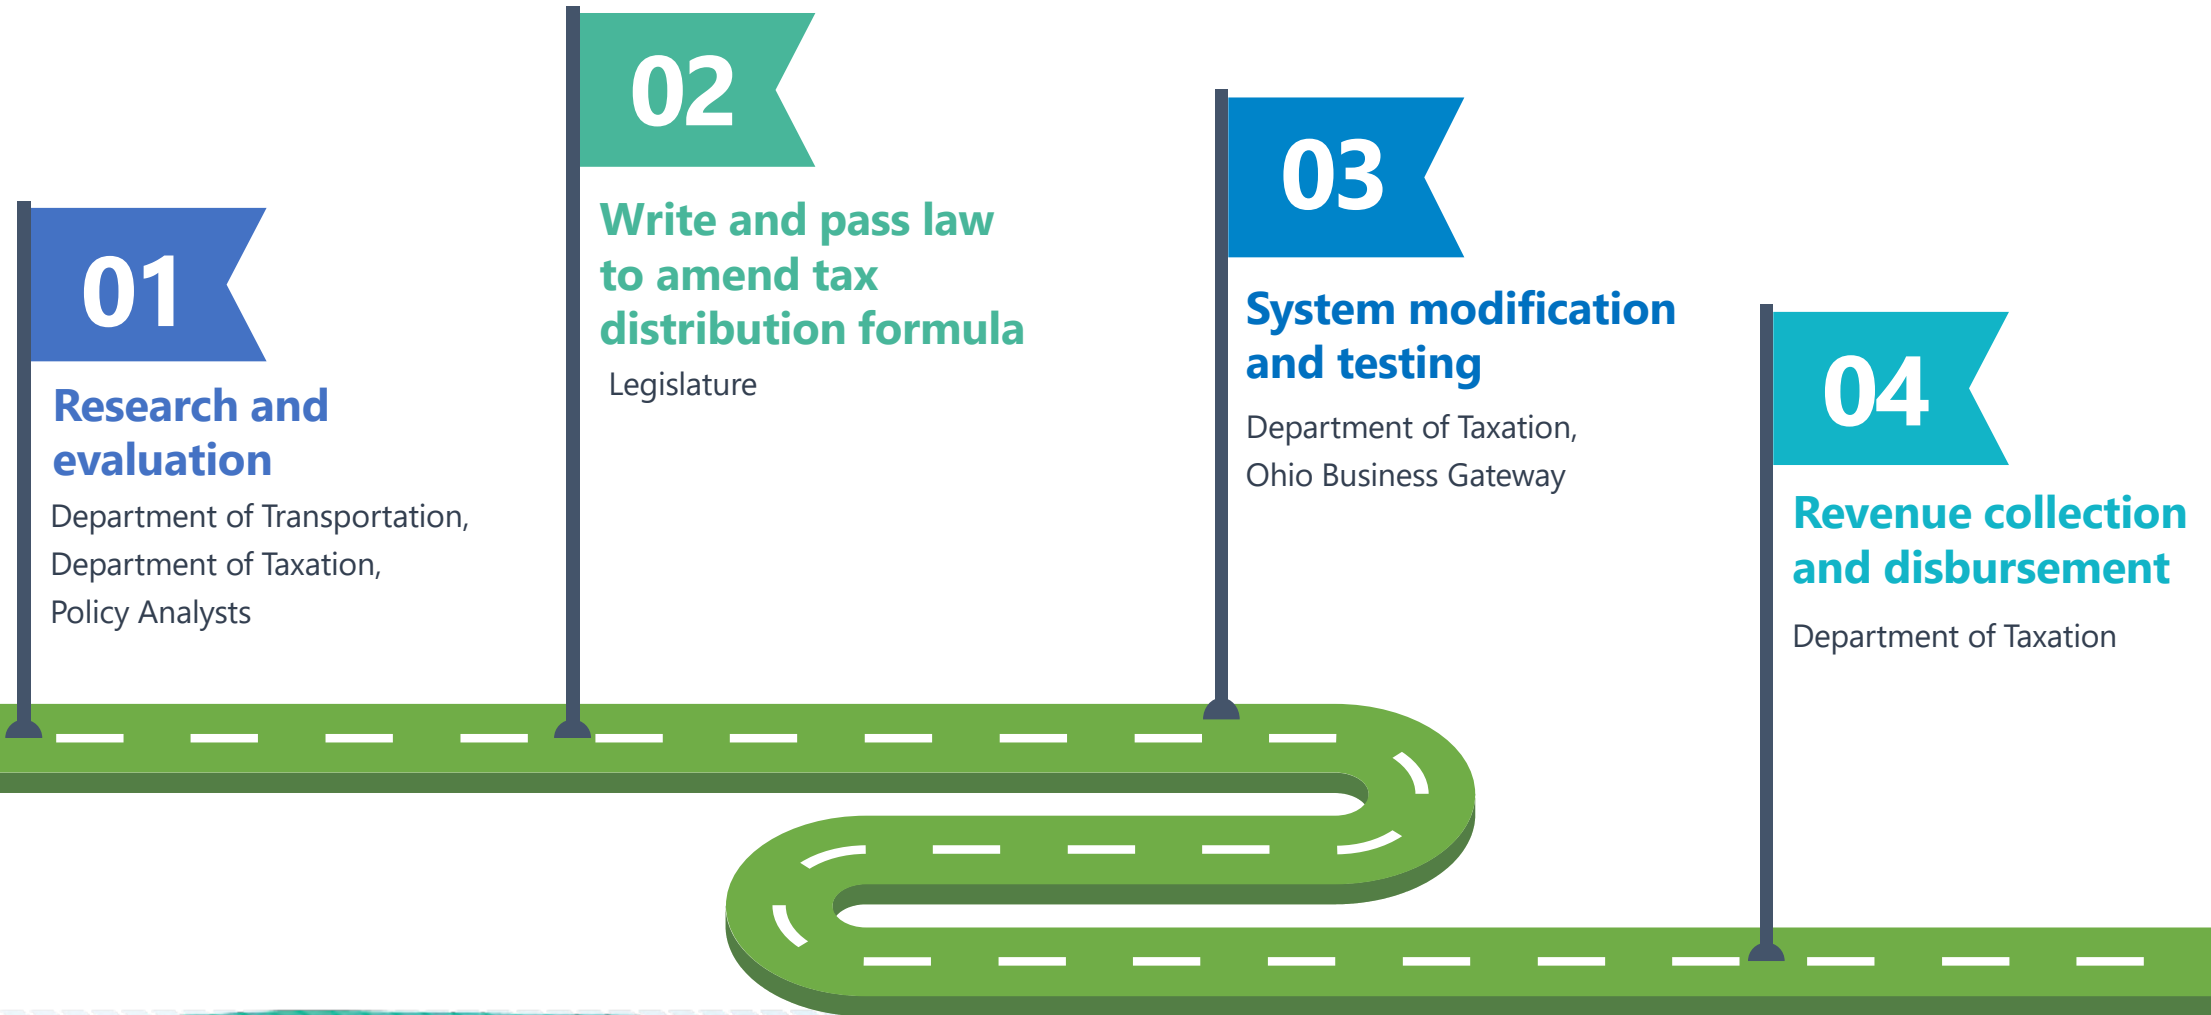 01
Research and
evaluation
Department of Transportation,
Department of Taxation,
Policy Analysts
02
Write and pass law
to amend tax
distribution formula
Legislature
03
System modification
and testing
Department of Taxation,
Ohio Business Gateway
04
Revenue collection
and disbursement
Department of Taxation